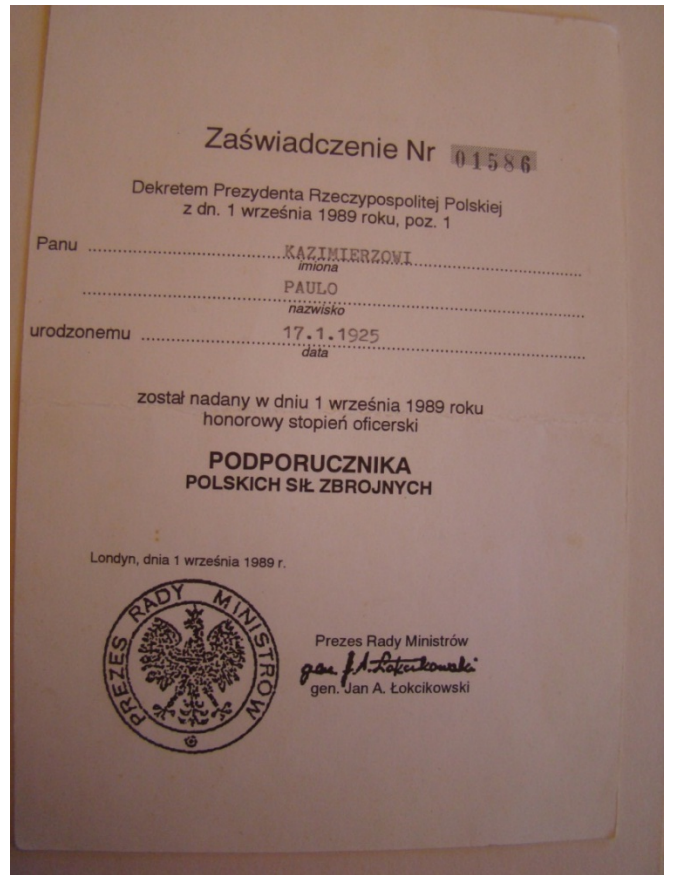 Zaświadczenie Nr 01586
Dekretem Prezydenta Rzeczypospolitej Polskiej
z dn. 1 września 1989 roku, poz. 1
Panu KAZIMIERZOWI
imiona
PAULO
nazwisko
urodzonemu 17.1.1925
data
został nadany w dniu 1 września 1989 roku
honorowy stopień oficerski
PODPORUCZNIKA
POLSKICH SIŁ ZBROJNYCH
Londyn, dnia 1 września 1989 r.
PREZES RADY MINISTRÓW
Prezes Rady Ministrów
gen. J.A. Łokcikowski
gen. Jan A. Łokcikowski